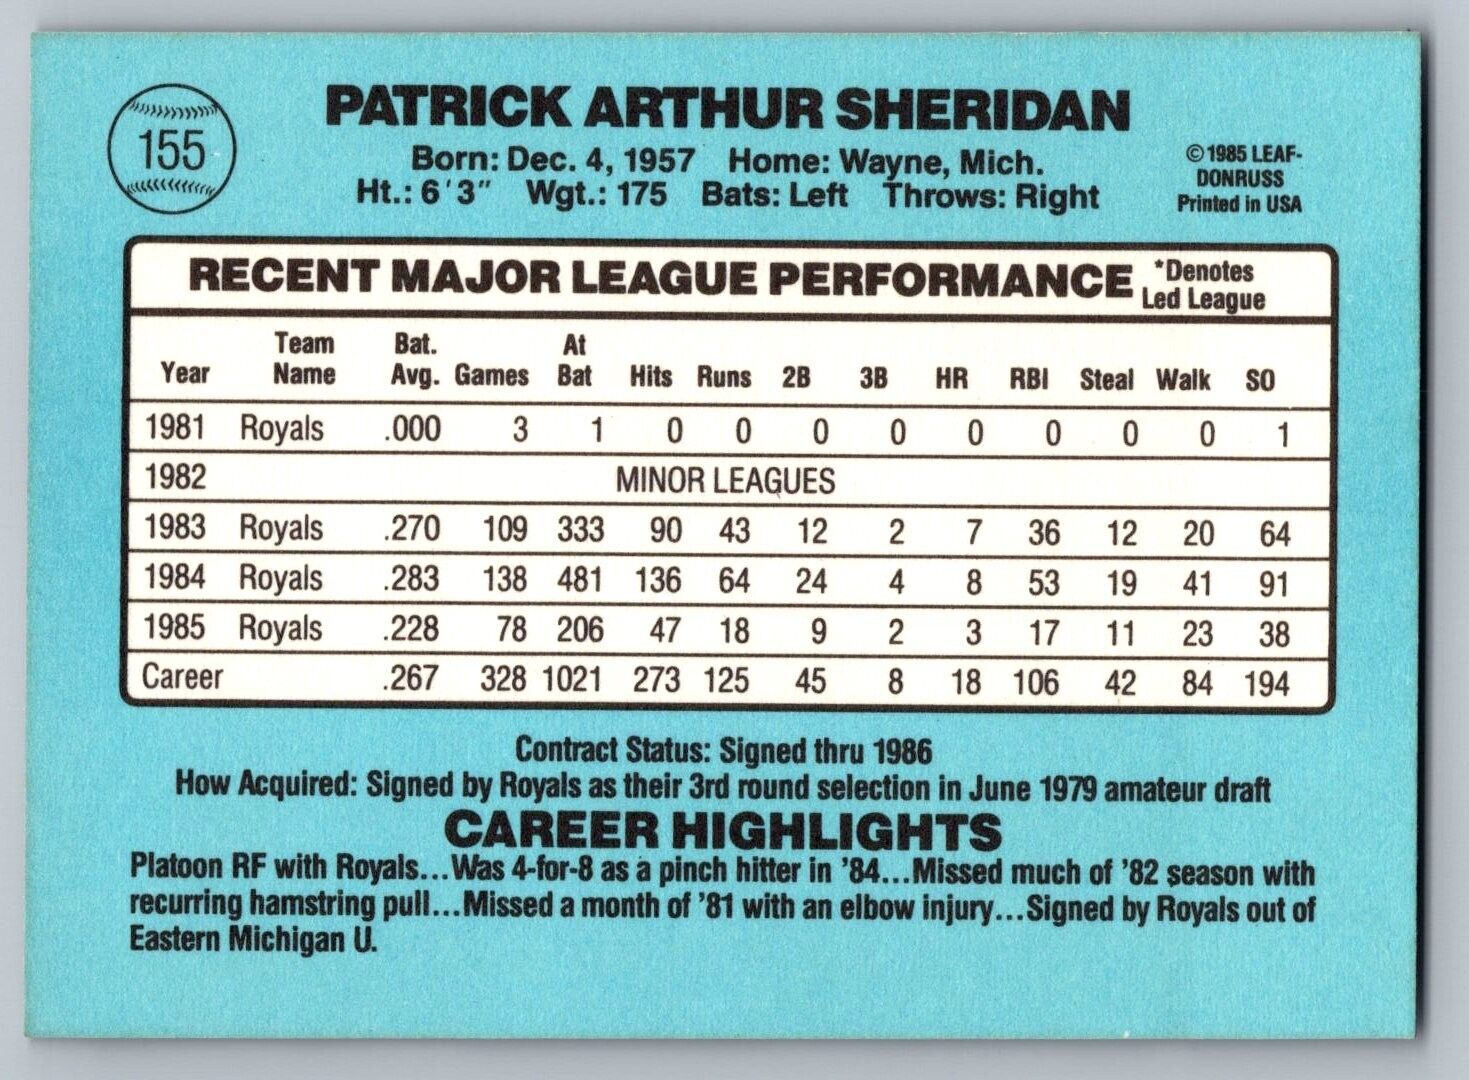 155
PATRICK ARTHUR SHERIDAN
Born: Dec. 4, 1957 Home: Wayne, Mich.
Ht.: 6'3" Wgt.: 175 Bats: Left Throws: Right
©1985 LEAF-
DONRUSS
Printed in USA
RECENT MAJOR LEAGUE PERFORMANCE
*Denotes
Led League
Year Team Name Bat. Avg. Games At Bat Hits Runs 2B 3B HR RBI Steal Walk SO
1981 Royals .000 3 1 0 0 0 0 0 0 0 0 1
1982 MINOR LEAGUES
1983 Royals .270 109 333 90 43 12 2 7 36 12 20 64
1984 Royals .283 138 481 136 64 24 4 8 53 19 41 91
1985 Royals .228 78 206 47 18 9 2 3 17 11 23 38
Career .267 328 1021 273 125 45 8 18 106 42 84 194
Contract Status: Signed thru 1986
How Acquired: Signed by Royals as their 3rd round selection in June 1979 amateur draft
CAREER HIGHLIGHTS
Platoon RF with Royals...Was 4-for-8 as a pinch hitter in '84...Missed much of '82 season with
recurring hamstring pull...Missed a month of '81 with an elbow injury...Signed by Royals out of
Eastern Michigan U.